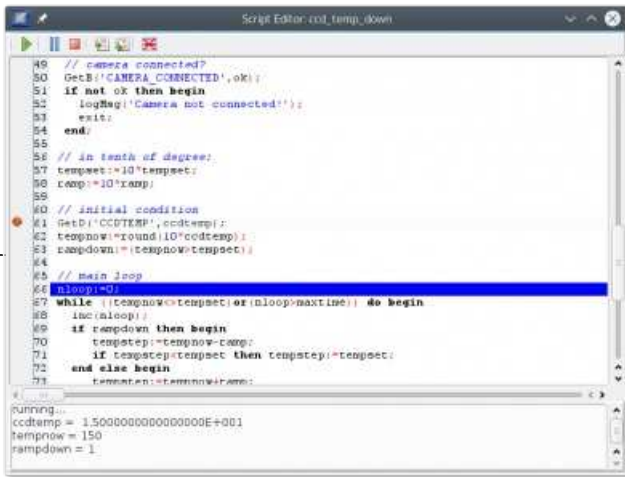 Script Editor: ccd_temp_down
49 // camera connected?
50 GetB('CAMERA_CONNECTED',ok);
51 if not ok then begin
52 logMsg('Camera not connected!');
53 exit;
54 end;
55
56 // in tenth of degree;
57 tempset:=10*tempset;
58 ramp:=10*ramp;
59
60 // initial condition
61 GetD('CCDTEMP',ccdtemp);
62 tempnow:=round(10*ccdtemp);
63 rampdown:=(tempnow>tempset);
64
65 // main loop
66 nloop:=0;
67 while ((tempnow<>tempset)or(nloop>maxtime)) do begin
68 inc(nloop);
69 if rampdown then begin
70 tempstep:=tempnow-ramp;
71 if tempstep<tempset then tempstep:=tempset;
72 end else begin
73 tempstep:=tempnow+ramp;
running...
ccdtemp = 1.5000000000000000E+001
tempnow = 150
rampdown = 1